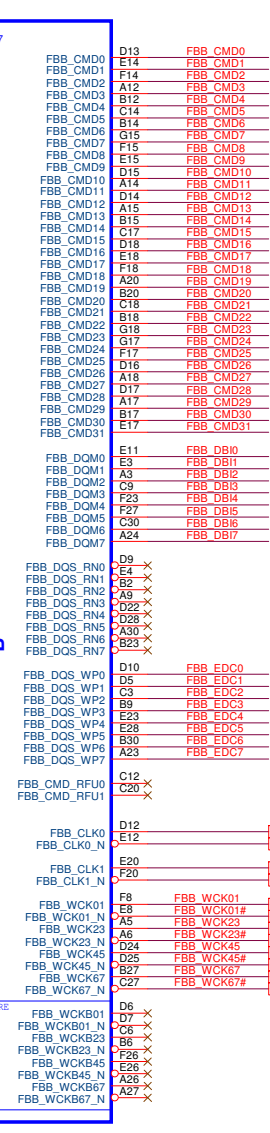 FBB_CMD0 D13 FBB_CMD0
FBB_CMD1 E14 FBB_CMD1
FBB_CMD2 F14 FBB_CMD2
FBB_CMD3 A12 FBB_CMD3
FBB_CMD4 B12 FBB_CMD4
FBB_CMD5 C14 FBB_CMD5
FBB_CMD6 B14 FBB_CMD6
FBB_CMD7 G15 FBB_CMD7
FBB_CMD8 F15 FBB_CMD8
FBB_CMD9 E15 FBB_CMD9
FBB_CMD10 D15 FBB_CMD10
FBB_CMD11 A14 FBB_CMD11
FBB_CMD12 D14 FBB_CMD12
FBB_CMD13 A15 FBB_CMD13
FBB_CMD14 B15 FBB_CMD14
FBB_CMD15 C17 FBB_CMD15
FBB_CMD16 D18 FBB_CMD16
FBB_CMD17 E18 FBB_CMD17
FBB_CMD18 F18 FBB_CMD18
FBB_CMD19 A20 FBB_CMD19
FBB_CMD20 B20 FBB_CMD20
FBB_CMD21 C18 FBB_CMD21
FBB_CMD22 B18 FBB_CMD22
FBB_CMD23 G18 FBB_CMD23
FBB_CMD24 G17 FBB_CMD24
FBB_CMD25 F17 FBB_CMD25
FBB_CMD26 D16 FBB_CMD26
FBB_CMD27 A18 FBB_CMD27
FBB_CMD28 D17 FBB_CMD28
FBB_CMD29 A17 FBB_CMD29
FBB_CMD30 B17 FBB_CMD30
FBB_CMD31 E17 FBB_CMD31
FBB_DQM0 E11 FBB_DBI0
FBB_DQM1 E3 FBB_DBI1
FBB_DQM2 A3 FBB_DBI2
FBB_DQM3 C9 FBB_DBI3
FBB_DQM4 F23 FBB_DBI4
FBB_DQM5 F27 FBB_DBI5
FBB_DQM6 C30 FBB_DBI6
FBB_DQM7 A24 FBB_DBI7
FBB_DQS_RN0 D9
FBB_DQS_RN1 E4
FBB_DQS_RN2 B2
FBB_DQS_RN3 A9
FBB_DQS_RN4 D22
FBB_DQS_RN5 D28
FBB_DQS_RN6 A30
FBB_DQS_RN7 B23
FBB_DQS_WP0 D10 FBB_EDC0
FBB_DQS_WP1 D5 FBB_EDC1
FBB_DQS_WP2 C3 FBB_EDC2
FBB_DQS_WP3 B9 FBB_EDC3
FBB_DQS_WP4 E23 FBB_EDC4
FBB_DQS_WP5 E28 FBB_EDC5
FBB_DQS_WP6 B30 FBB_EDC6
FBB_DQS_WP7 A23 FBB_EDC7
FBB_CMD_RFU0 C12
FBB_CMD_RFU1 C20
FBB_CLK0 D12
FBB_CLK0_N E12
FBB_CLK1 E20
FBB_CLK1_N F20
FBB_WCK01 F8 FBB_WCK01
FBB_WCK01_N E8 FBB_WCK01#
FBB_WCK23 A5 FBB_WCK23
FBB_WCK23_N A6 FBB_WCK23#
FBB_WCK45 D24 FBB_WCK45
FBB_WCK45_N D25 FBB_WCK45#
FBB_WCK67 B27 FBB_WCK67
FBB_WCK67_N C27 FBB_WCK67#
FBB_WCKB01 D6
FBB_WCKB01_N D7
FBB_WCKB23 C6
FBB_WCKB23_N B6
FBB_WCKB45 F26
FBB_WCKB45_N E26
FBB_WCKB67 A26
FBB_WCKB67_N A27